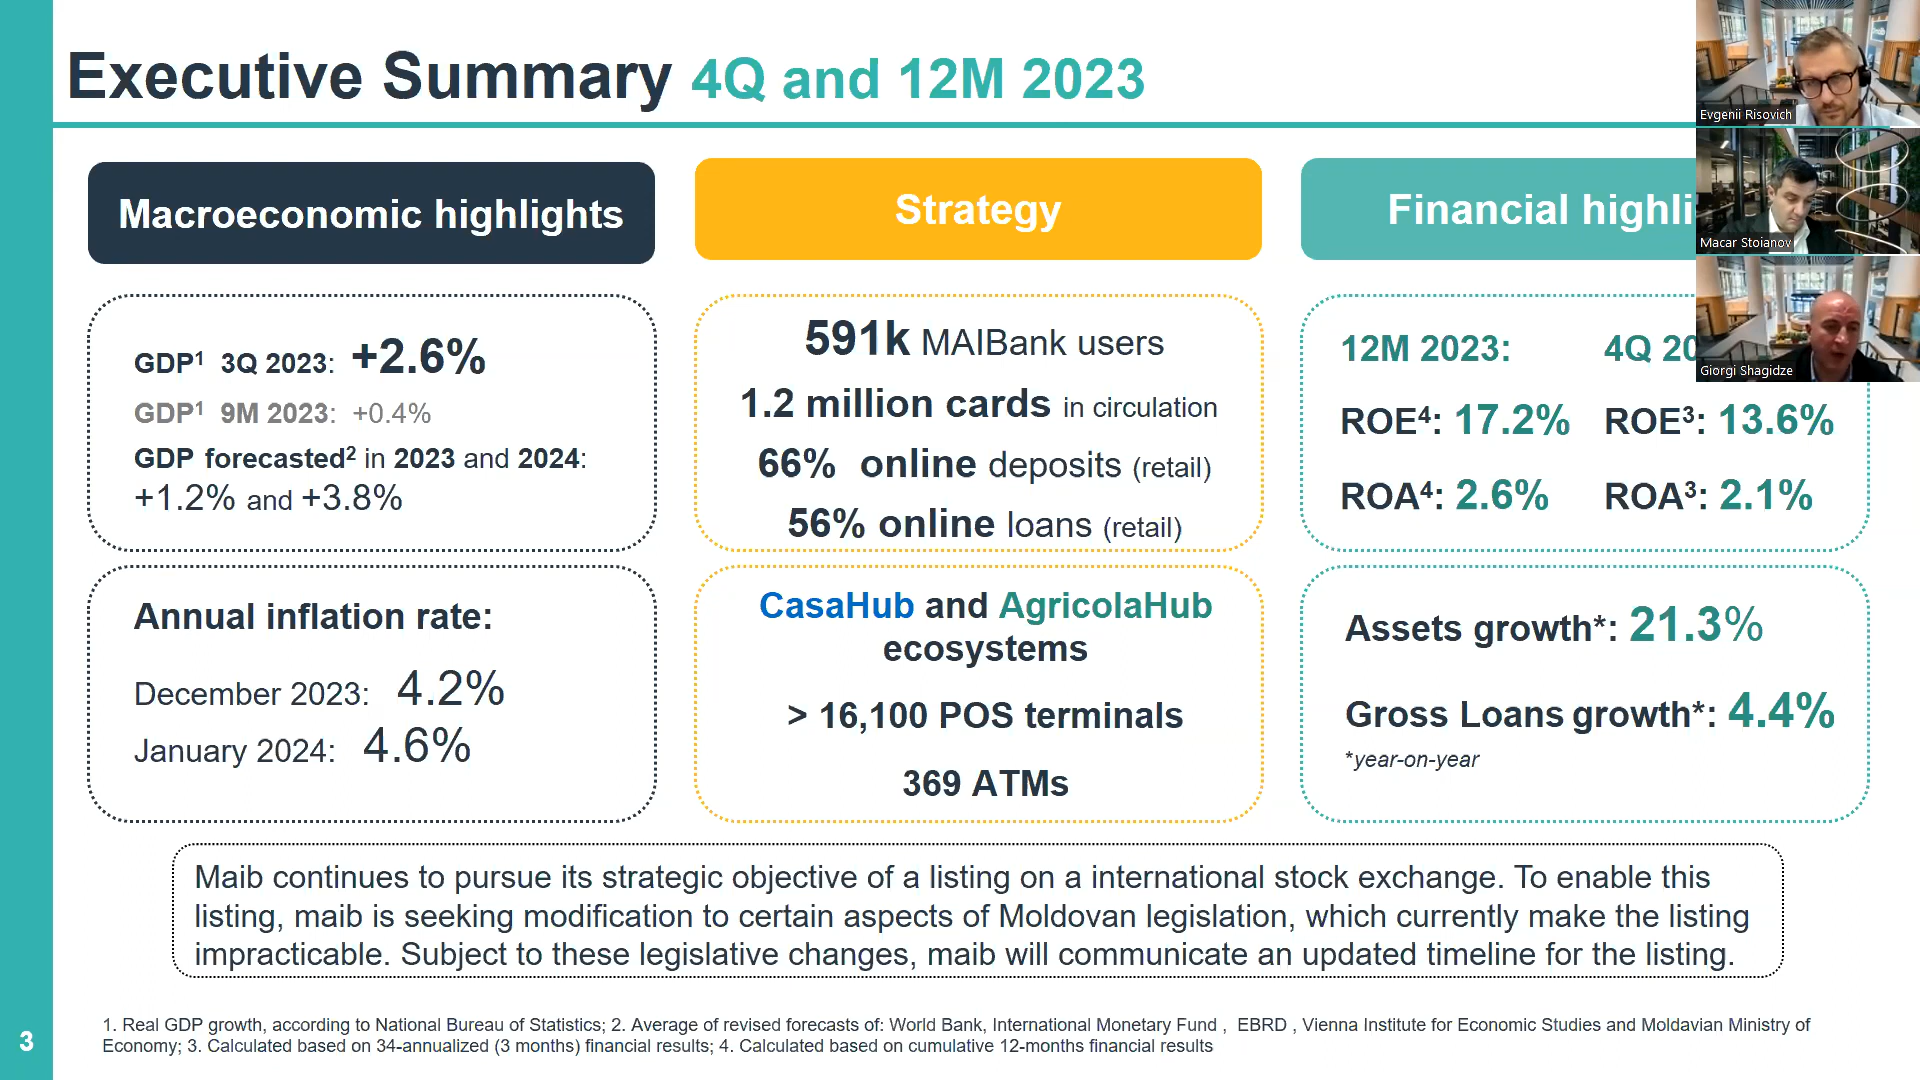 Executive Summary 4Q and 12M 2023
Evgenii Risovich
Macar Stoianov
Giorgi Shagidze
Macroeconomic highlights
GDP¹ 3Q 2023: +2.6%
GDP¹ 9M 2023: +0.4%
GDP forecasted² in 2023 and 2024:
+1.2% and +3.8%
Annual inflation rate:
December 2023: 4.2%
January 2024: 4.6%
Strategy
591k MAIBank users
1.2 million cards in circulation
66% online deposits (retail)
56% online loans (retail)
CasaHub and AgricolaHub
ecosystems
> 16,100 POS terminals
369 ATMs
Financial highli
12M 2023: 4Q 20
ROE⁴: 17.2% ROE³: 13.6%
ROA⁴: 2.6% ROA³: 2.1%
Assets growth*: 21.3%
Gross Loans growth*: 4.4%
*year-on-year
Maib continues to pursue its strategic objective of a listing on a international stock exchange. To enable this
listing, maib is seeking modification to certain aspects of Moldovan legislation, which currently make the listing
impracticable. Subject to these legislative changes, maib will communicate an updated timeline for the listing.
1. Real GDP growth, according to National Bureau of Statistics; 2. Average of revised forecasts of: World Bank, International Monetary Fund , EBRD , Vienna Institute for Economic Studies and Moldavian Ministry of
Economy; 3. Calculated based on 34-annualized (3 months) financial results; 4. Calculated based on cumulative 12-months financial results
3